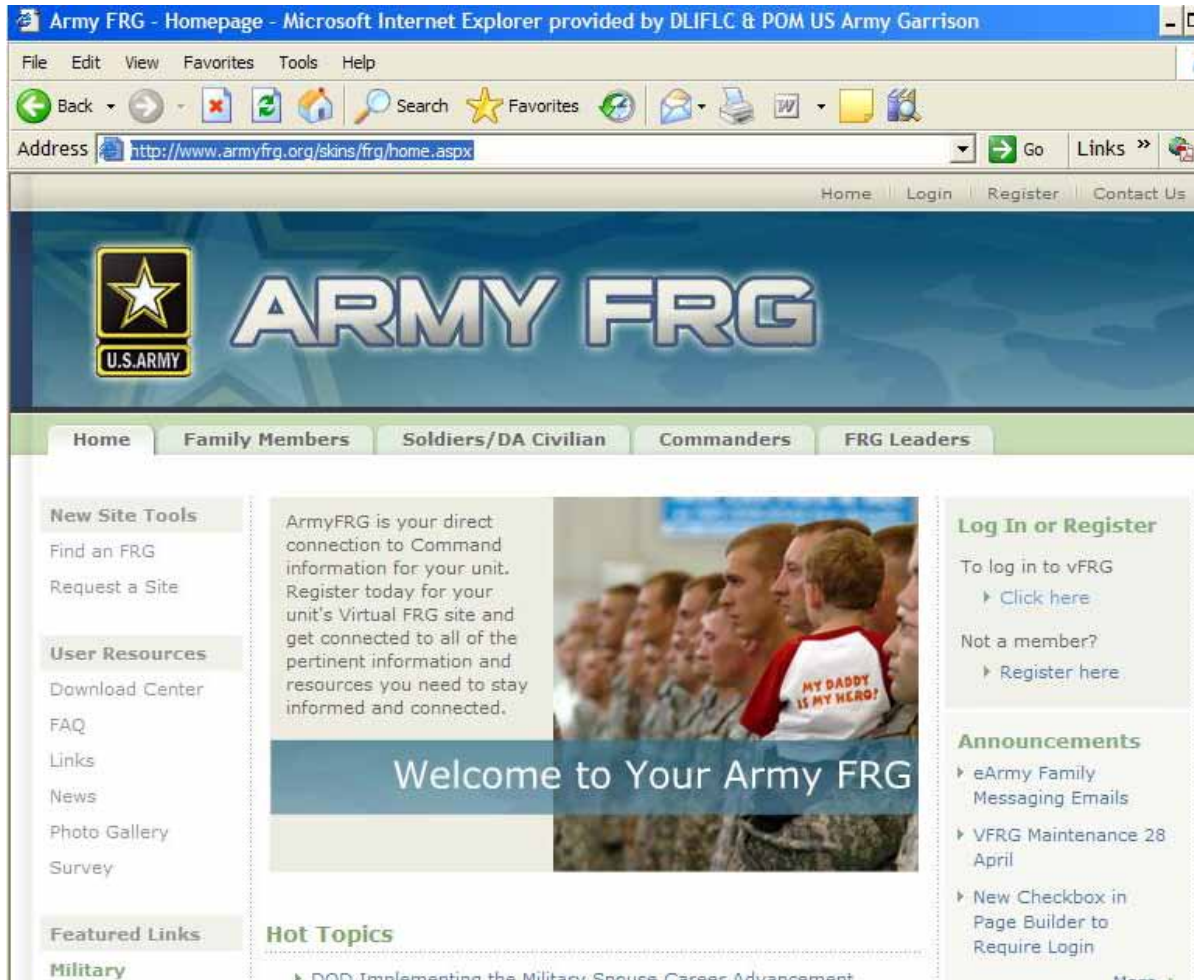 Army FRG - Homepage - Microsoft Internet Explorer provided by DLIFLC & POM US Army Garrison
File Edit View Favorites Tools Help
Back Search Favorites
Address http://www.armyfrg.org/skins/frg/home.aspx Go Links »
Home Login Register Contact Us
U.S.ARMY
ARMY FRG
Home Family Members Soldiers/DA Civilian Commanders FRG Leaders
New Site Tools
Find an FRG
Request a Site
User Resources
Download Center
FAQ
Links
News
Photo Gallery
Survey
Featured Links
Military
ArmyFRG is your direct
connection to Command
information for your unit.
Register today for your
unit's Virtual FRG site and
get connected to all of the
pertinent information and
resources you need to stay
informed and connected.
MY DADDY
IS MY HERO!
Welcome to Your Army FRG
Hot Topics
DOD Implementing the Military Spouse Career Advancement
Log In or Register
To log in to vFRG
Click here
Not a member?
Register here
Announcements
eArmy Family
Messaging Emails
VFRG Maintenance 28
April
New Checkbox in
Page Builder to
Require Login
More